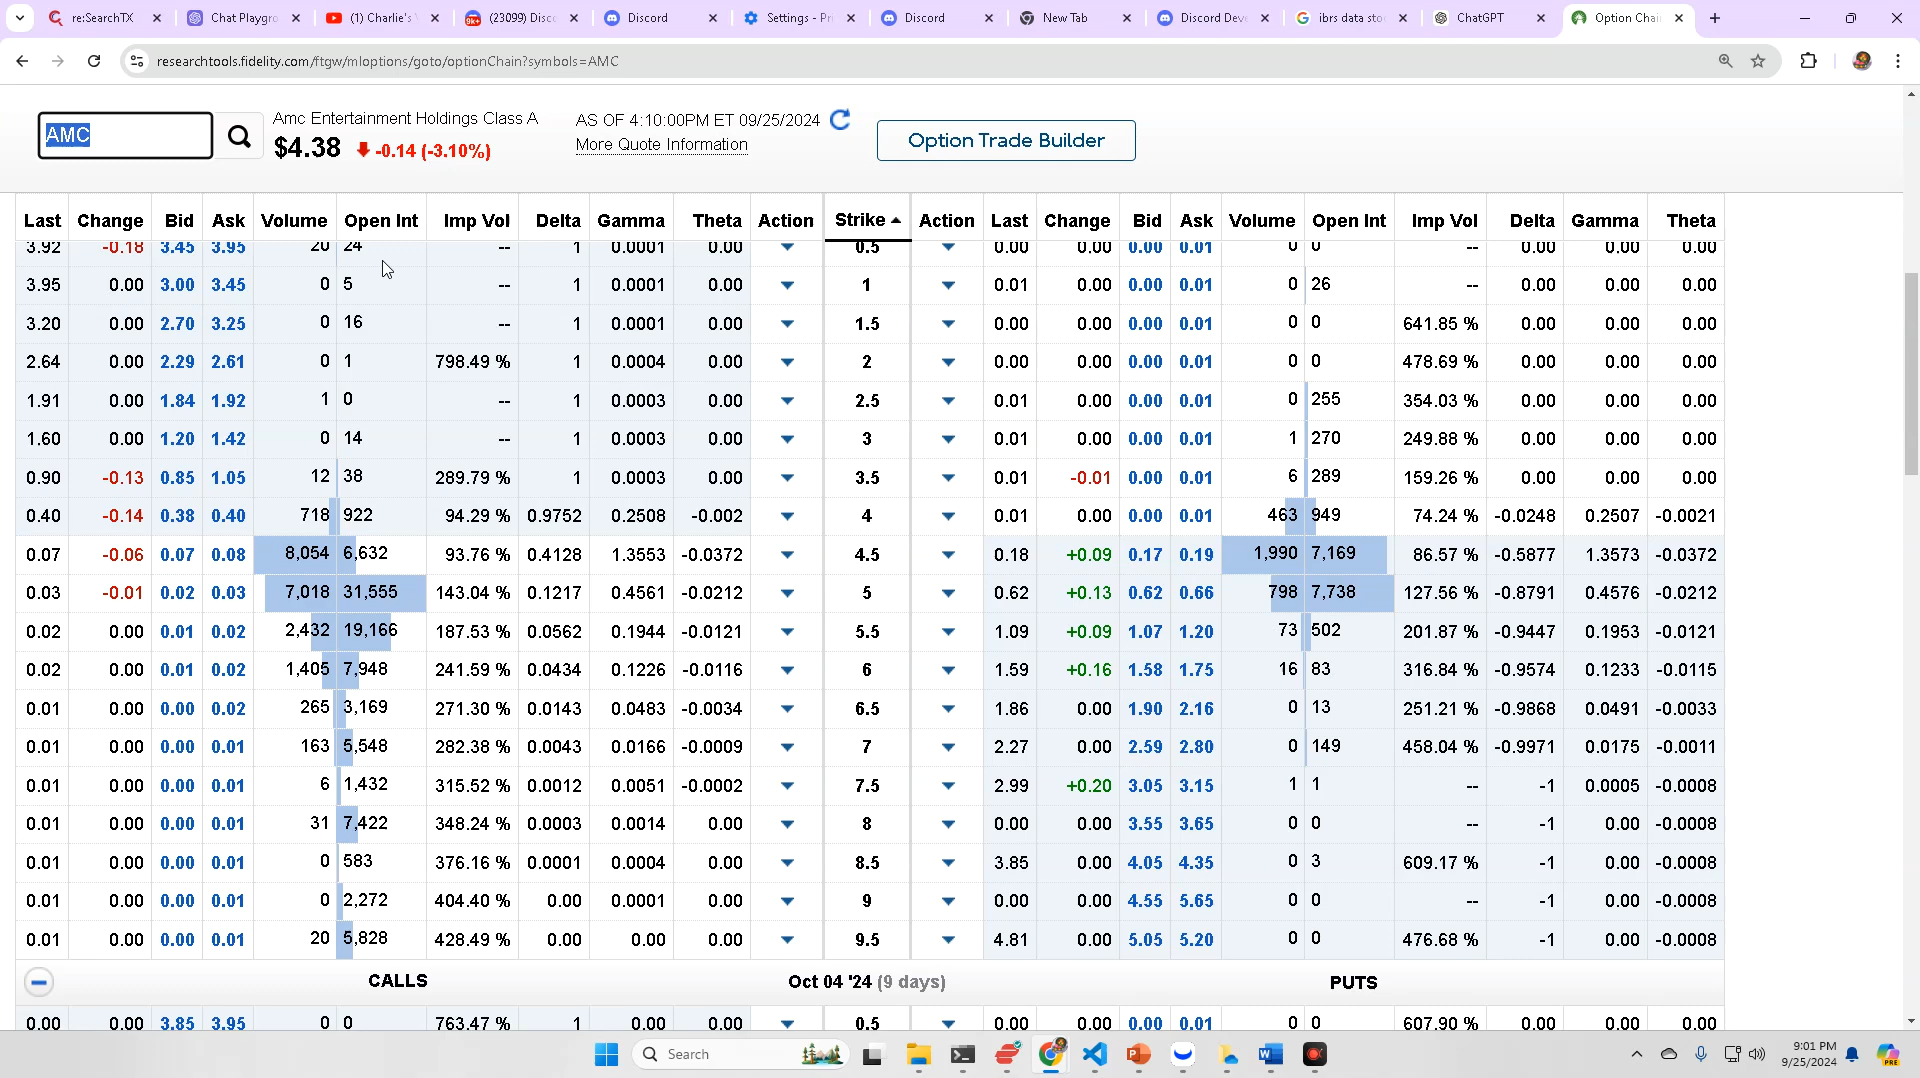 re:SearchTX
Chat Playgro
(1) Charlie's
(23099) Disc
Discord
Settings - Pri
Discord
New Tab
Discord Deve
ibrs data sto
ChatGPT
Option Chai
researchtools.fidelity.com/ftgw/mloptions/goto/optionChain?symbols=AMC
AMC
Amc Entertainment Holdings Class A
$4.38 -0.14 (-3.10%)
AS OF 4:10:00PM ET 09/25/2024
More Quote Information
Option Trade Builder
Last Change Bid Ask Volume Open Int Imp Vol Delta Gamma Theta Action Strike Action Last Change Bid Ask Volume Open Int Imp Vol Delta Gamma Theta
3.92 -0.18 3.45 3.95 20 24 -- 1 0.0001 0.00 0.5 0.00 0.00 0.00 0.01 0 0 -- 0.00 0.00 0.00
3.95 0.00 3.00 3.45 0 5 -- 1 0.0001 0.00 1 0.01 0.00 0.00 0.01 0 26 -- 0.00 0.00 0.00
3.20 0.00 2.70 3.25 0 16 -- 1 0.0001 0.00 1.5 0.00 0.00 0.00 0.01 0 0 641.85 % 0.00 0.00 0.00
2.64 0.00 2.29 2.61 0 1 798.49 % 1 0.0004 0.00 2 0.00 0.00 0.00 0.01 0 0 478.69 % 0.00 0.00 0.00
1.91 0.00 1.84 1.92 1 0 -- 1 0.0003 0.00 2.5 0.01 0.00 0.00 0.01 0 255 354.03 % 0.00 0.00 0.00
1.60 0.00 1.20 1.42 0 14 -- 1 0.0003 0.00 3 0.01 0.00 0.00 0.01 1 270 249.88 % 0.00 0.00 0.00
0.90 -0.13 0.85 1.05 12 38 289.79 % 1 0.0003 0.00 3.5 0.01 -0.01 0.00 0.01 6 289 159.26 % 0.00 0.00 0.00
0.40 -0.14 0.38 0.40 718 922 94.29 % 0.9752 0.2508 -0.002 4 0.01 0.00 0.00 0.01 463 949 74.24 % -0.0248 0.2507 -0.0021
0.07 -0.06 0.07 0.08 8,054 6,632 93.76 % 0.4128 1.3553 -0.0372 4.5 0.18 +0.09 0.17 0.19 1,990 7,169 86.57 % -0.5877 1.3573 -0.0372
0.03 -0.01 0.02 0.03 7,018 31,555 143.04 % 0.1217 0.4561 -0.0212 5 0.62 +0.13 0.62 0.66 798 7,738 127.56 % -0.8791 0.4576 -0.0212
0.02 0.00 0.01 0.02 2,432 19,166 187.53 % 0.0562 0.1944 -0.0121 5.5 1.09 +0.09 1.07 1.20 73 502 201.87 % -0.9447 0.1953 -0.0121
0.02 0.00 0.01 0.02 1,405 7,948 241.59 % 0.0434 0.1226 -0.0116 6 1.59 +0.16 1.58 1.75 16 83 316.84 % -0.9574 0.1233 -0.0115
0.01 0.00 0.00 0.02 265 3,169 271.30 % 0.0143 0.0483 -0.0034 6.5 1.86 0.00 1.90 2.16 0 13 251.21 % -0.9868 0.0491 -0.0033
0.01 0.00 0.00 0.01 163 5,548 282.38 % 0.0043 0.0166 -0.0009 7 2.27 0.00 2.59 2.80 0 149 458.04 % -0.9971 0.0175 -0.0011
0.01 0.00 0.00 0.01 6 1,432 315.52 % 0.0012 0.0051 -0.0002 7.5 2.99 +0.20 3.05 3.15 1 1 -- -1 0.0005 -0.0008
0.01 0.00 0.00 0.01 31 7,422 348.24 % 0.0003 0.0014 0.00 8 0.00 0.00 3.55 3.65 0 0 -- -1 0.00 -0.0008
0.01 0.00 0.00 0.01 0 583 376.16 % 0.0001 0.0004 0.00 8.5 3.85 0.00 4.05 4.35 0 3 609.17 % -1 0.00 -0.0008
0.01 0.00 0.00 0.01 0 2,272 404.40 % 0.00 0.0001 0.00 9 0.00 0.00 4.55 5.65 0 0 -- -1 0.00 -0.0008
0.01 0.00 0.00 0.01 20 5,828 428.49 % 0.00 0.00 0.00 9.5 4.81 0.00 5.05 5.20 0 0 476.68 % -1 0.00 -0.0008
CALLS Oct 04 '24 (9 days) PUTS
0.00 0.00 3.85 3.95 0 0 763.47 % 1 0.00 0.00 0.5 0.00 0.00 0.00 0.01 0 0 607.90 % 0.00 0.00 0.00
Search
9:01 PM
9/25/2024
PRE